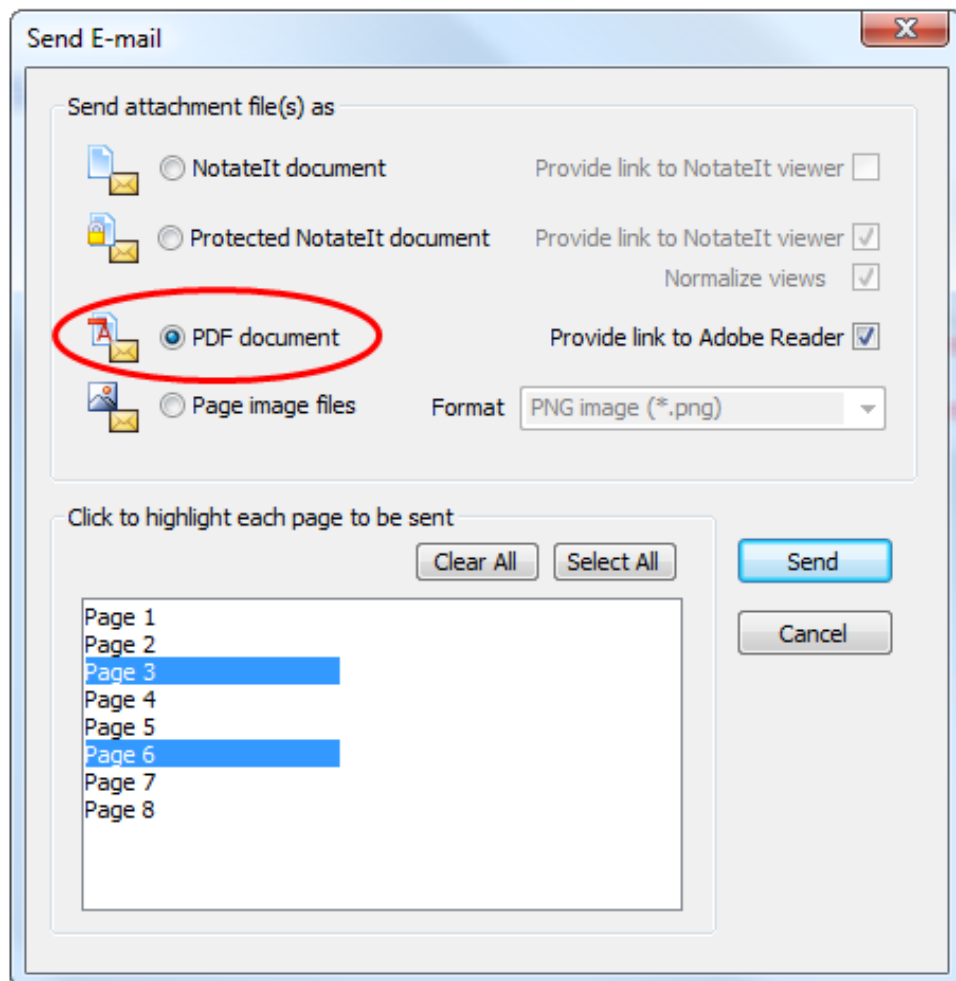 Send E-mail
Send attachment file(s) as
NotateIt document Provide link to NotateIt viewer
Protected NotateIt document Provide link to NotateIt viewer
Normalize views
PDF document Provide link to Adobe Reader
Page image files Format PNG image (*.png)
Click to highlight each page to be sent
Clear All Select All Send
Cancel
Page 1
Page 2
Page 3
Page 4
Page 5
Page 6
Page 7
Page 8